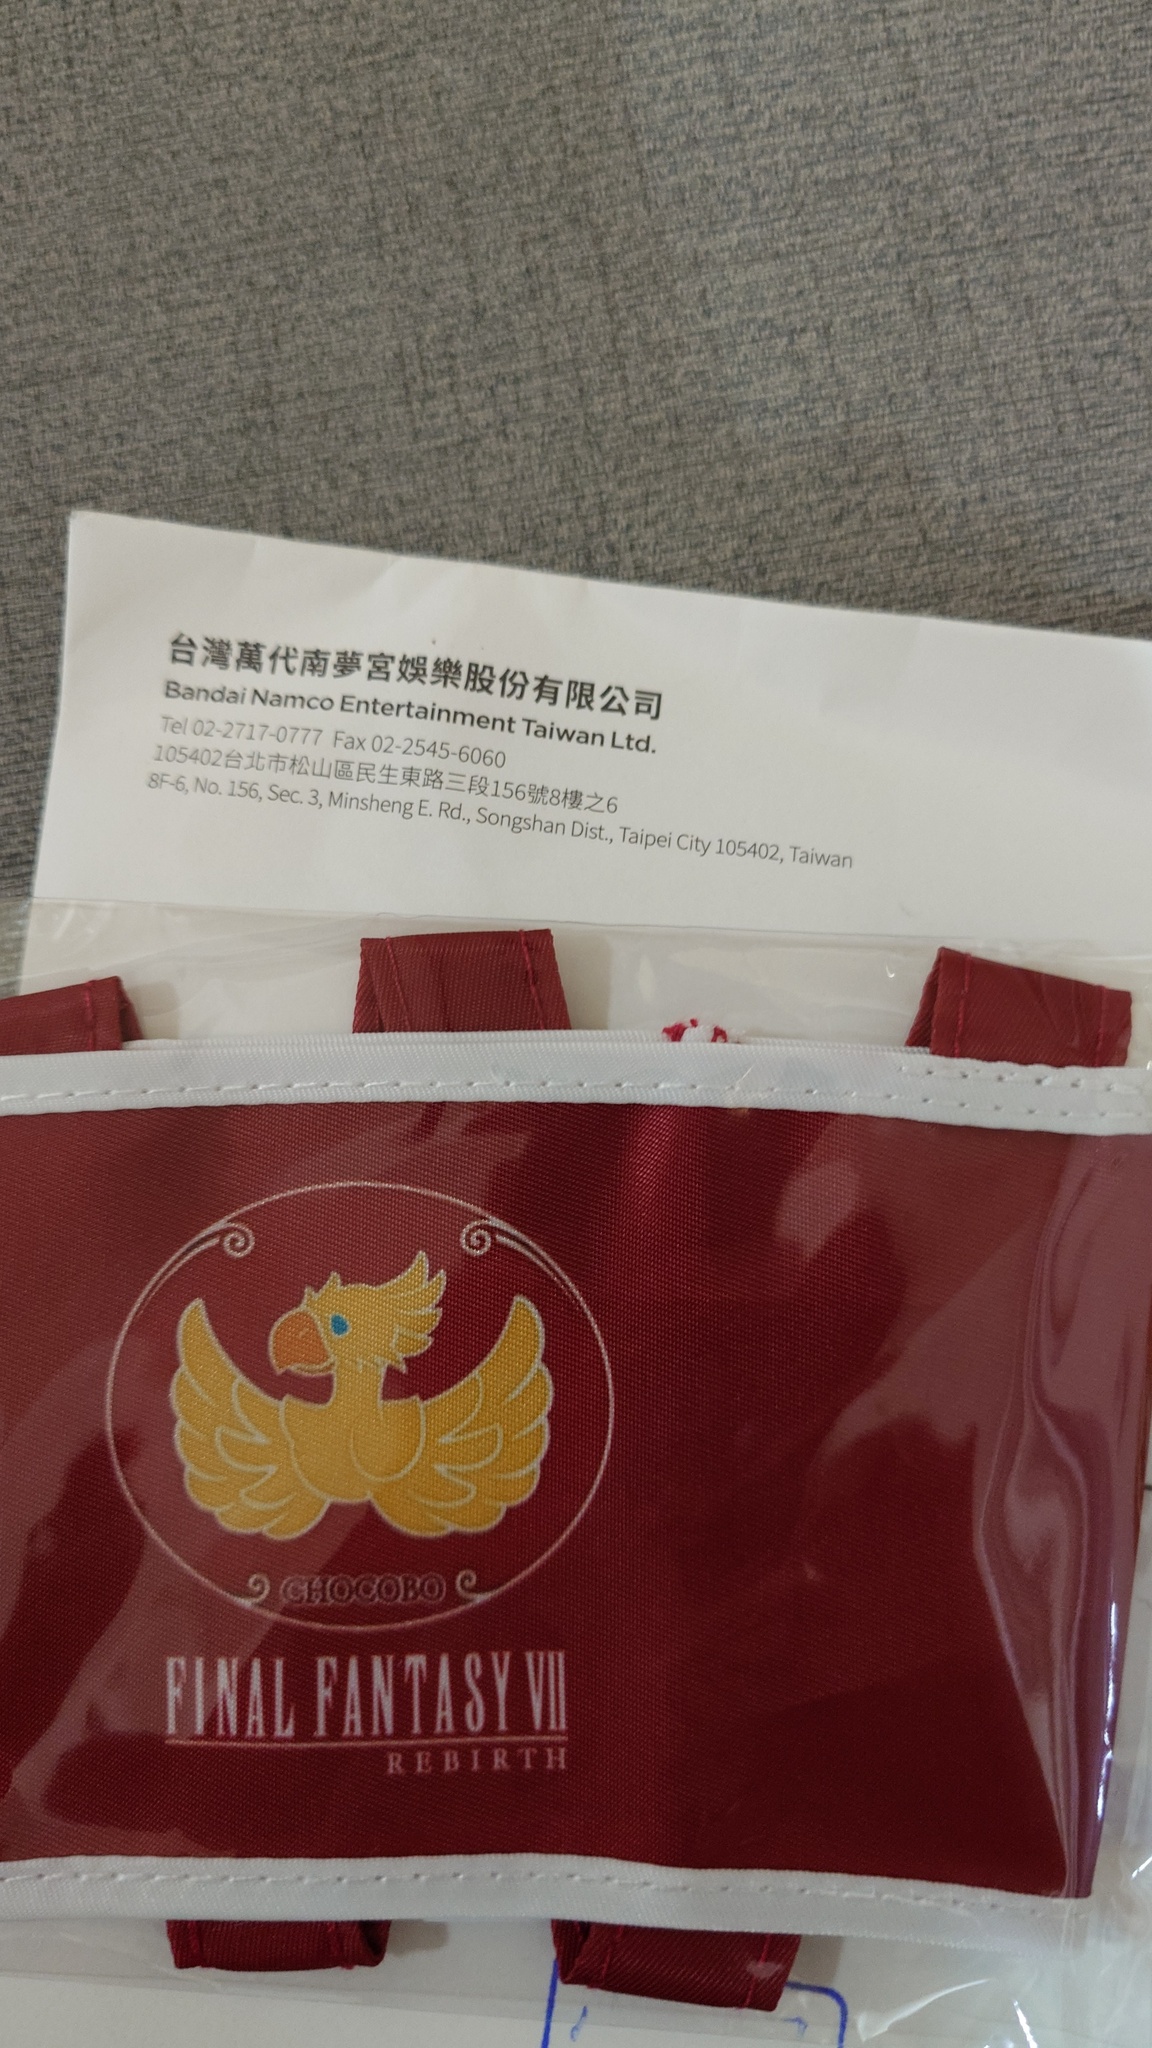 台灣萬代南夢宮娛樂股份有限公司
Bandai Namco Entertainment Taiwan Ltd.
Tel 02-2717-0777 Fax 02-2545-6060
105402台北市松山區民生東路三段156號8樓之6
8F-6, No. 156, Sec. 3, Minsheng E. Rd., Songshan Dist., Taipei City 105402, Taiwan
CHOCOBO
FINAL FANTASY VII
REBIRTH